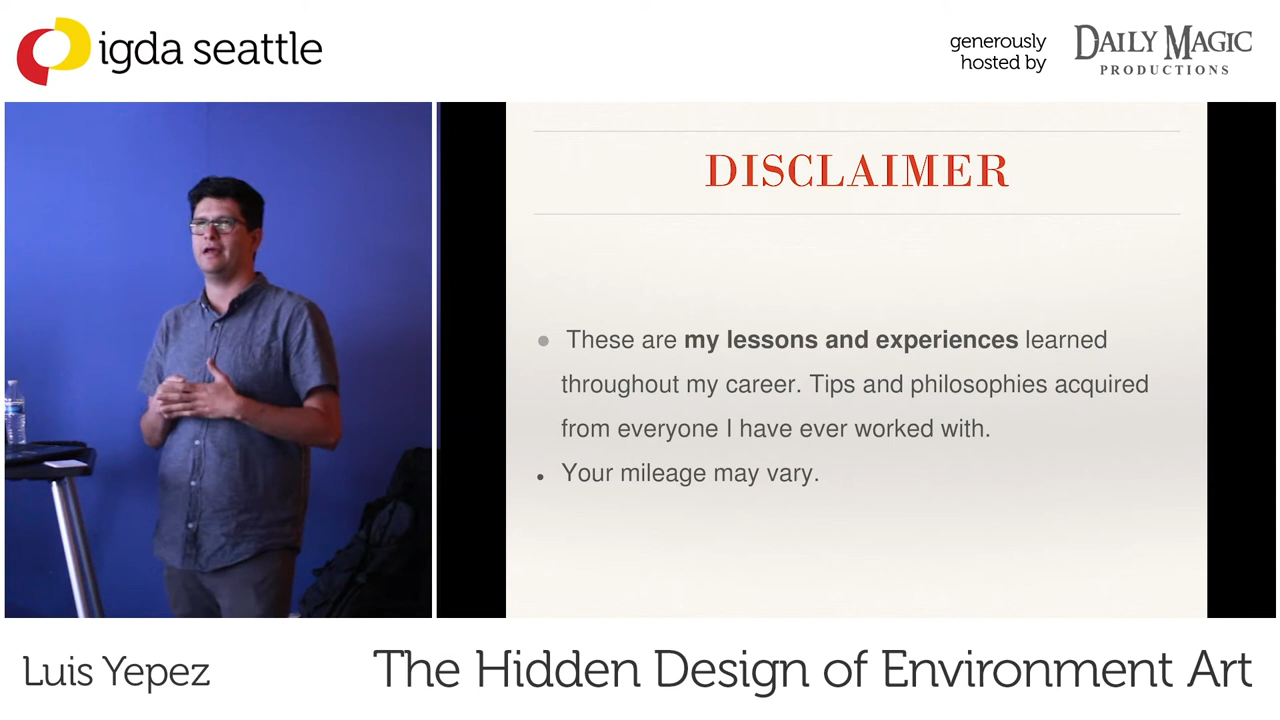 igda seattle
generously
hosted by
DAILY MAGIC
PRODUCTIONS
DISCLAIMER
These are my lessons and experiences learned
throughout my career. Tips and philosophies acquired
from everyone I have ever worked with.
Your mileage may vary.
Luis Yepez
The Hidden Design of Environment Art